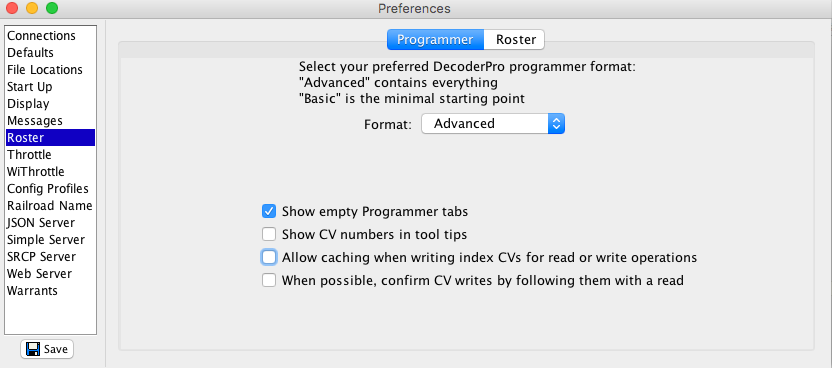 Preferences
Connections
Defaults
File Locations
Start Up
Display
Messages
Roster
Throttle
WiThrottle
Config Profiles
Railroad Name
JSON Server
Simple Server
SRCP Server
Web Server
Warrants
Save
Programmer Roster
Select your preferred DecoderPro programmer format:
"Advanced" contains everything
"Basic" is the minimal starting point
Format: Advanced
Show empty Programmer tabs
Show CV numbers in tool tips
Allow caching when writing index CVs for read or write operations
When possible, confirm CV writes by following them with a read